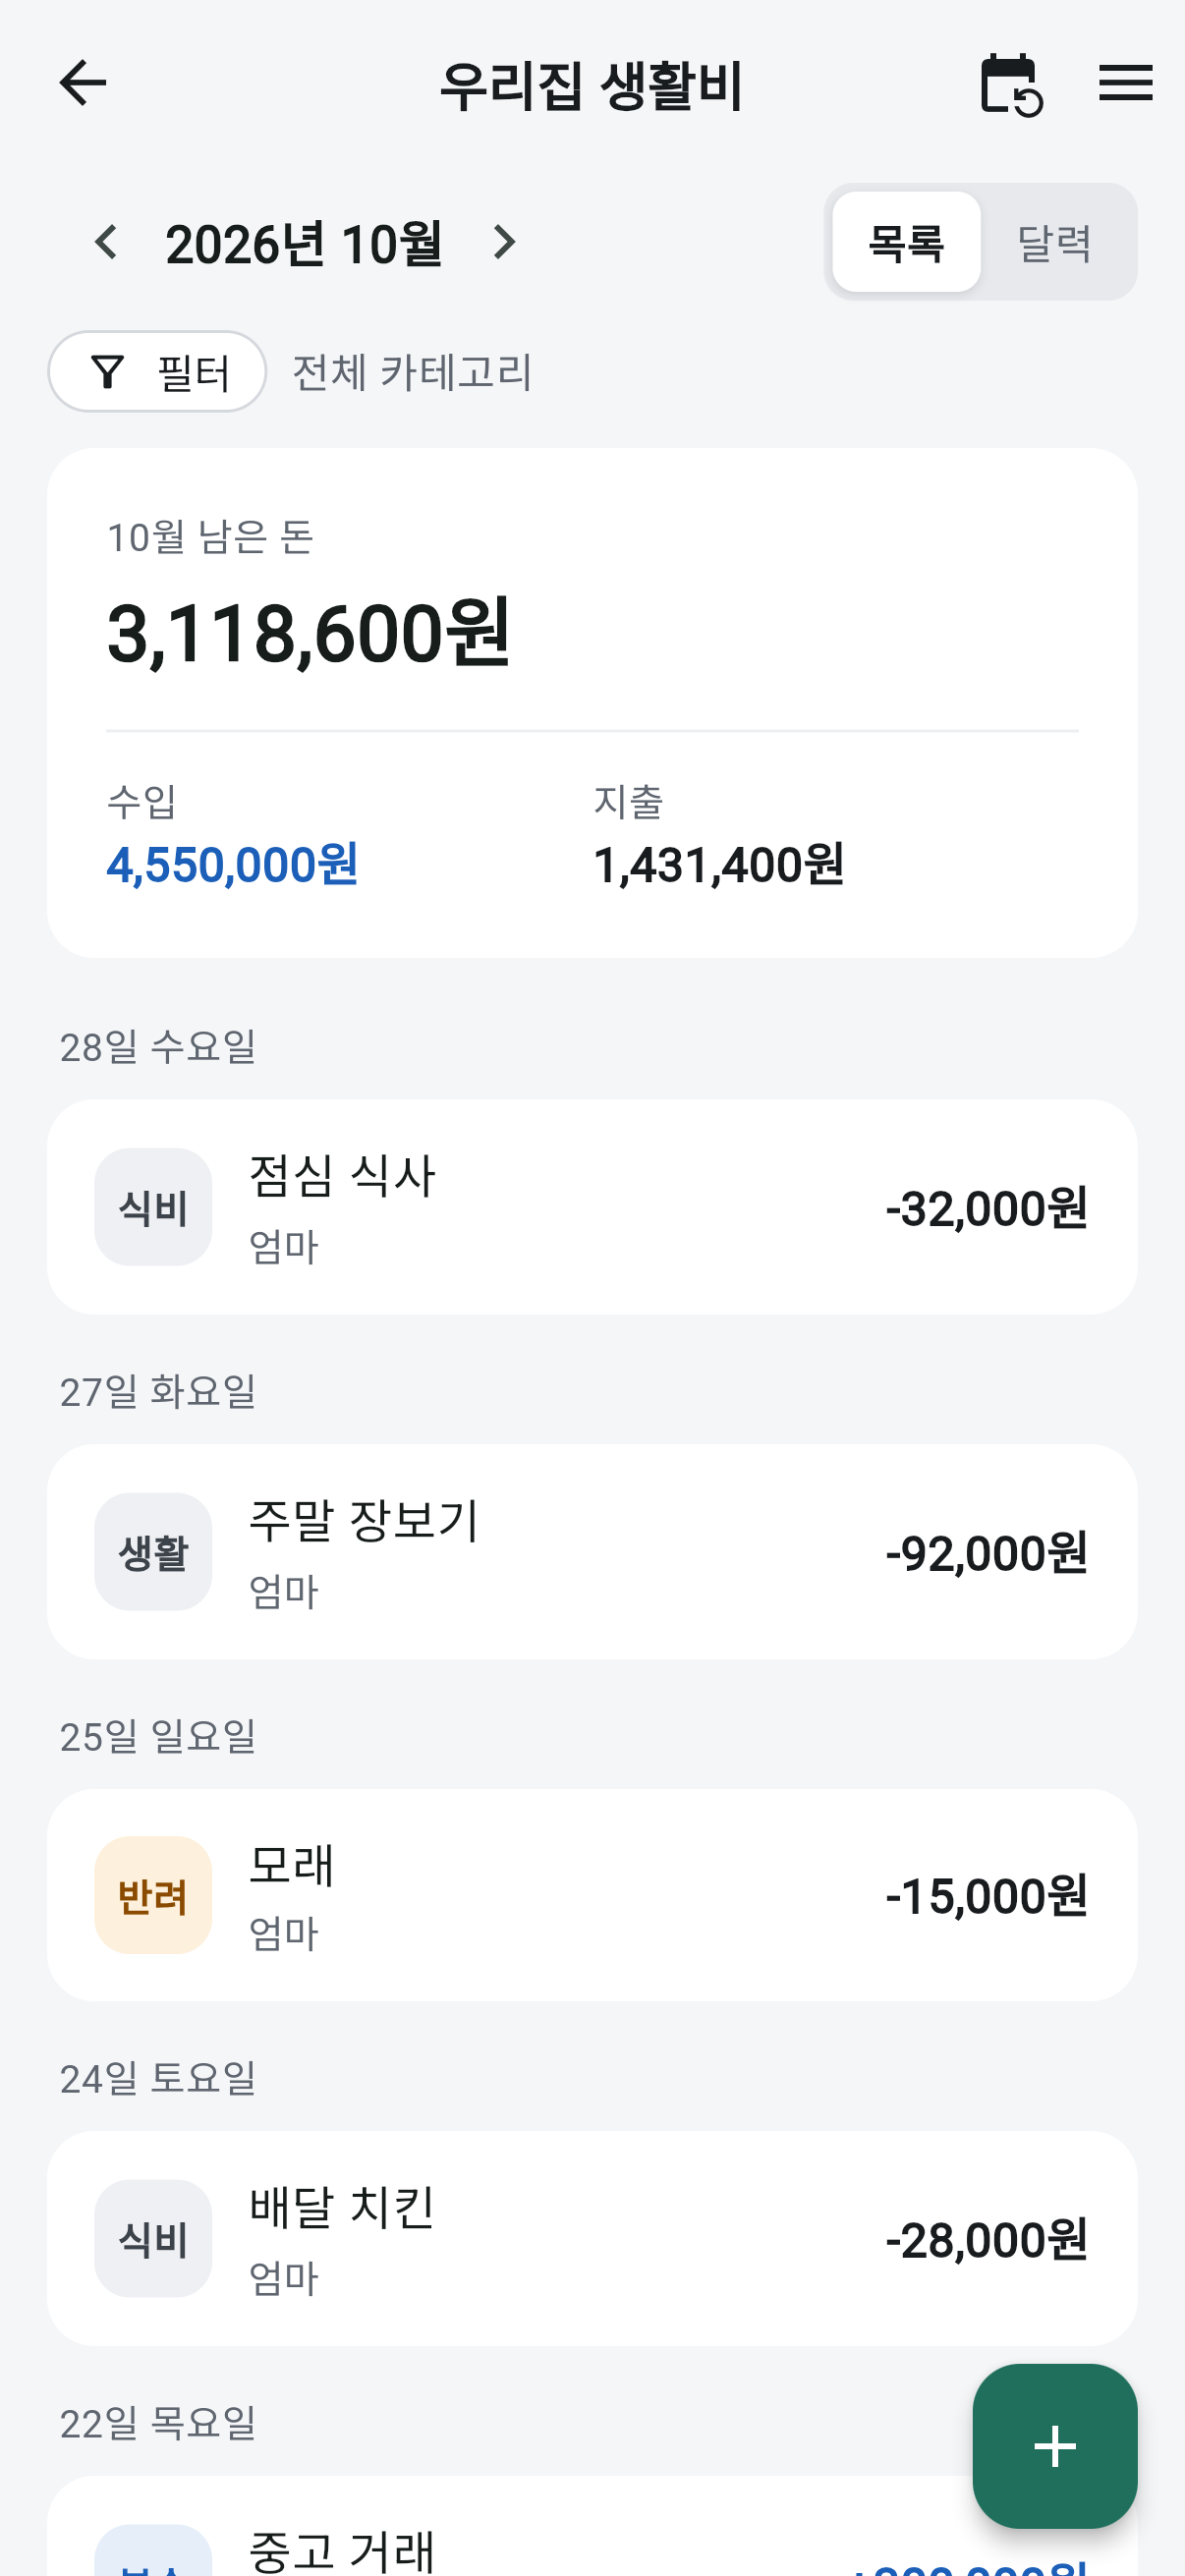 우리집 생활비
2026년 10월
목록
달력
필터
전체 카테고리
10월 남은 돈
3,118,600원
수입
지출
4,550,000원
1,431,400원
28일 수요일
식비
점심 식사
엄마
-32,000원
27일 화요일
생활
주말 장보기
엄마
-92,000원
25일 일요일
반려
모래
엄마
-15,000원
24일 토요일
식비
배달 치킨
엄마
-28,000원
22일 목요일
중고 거래